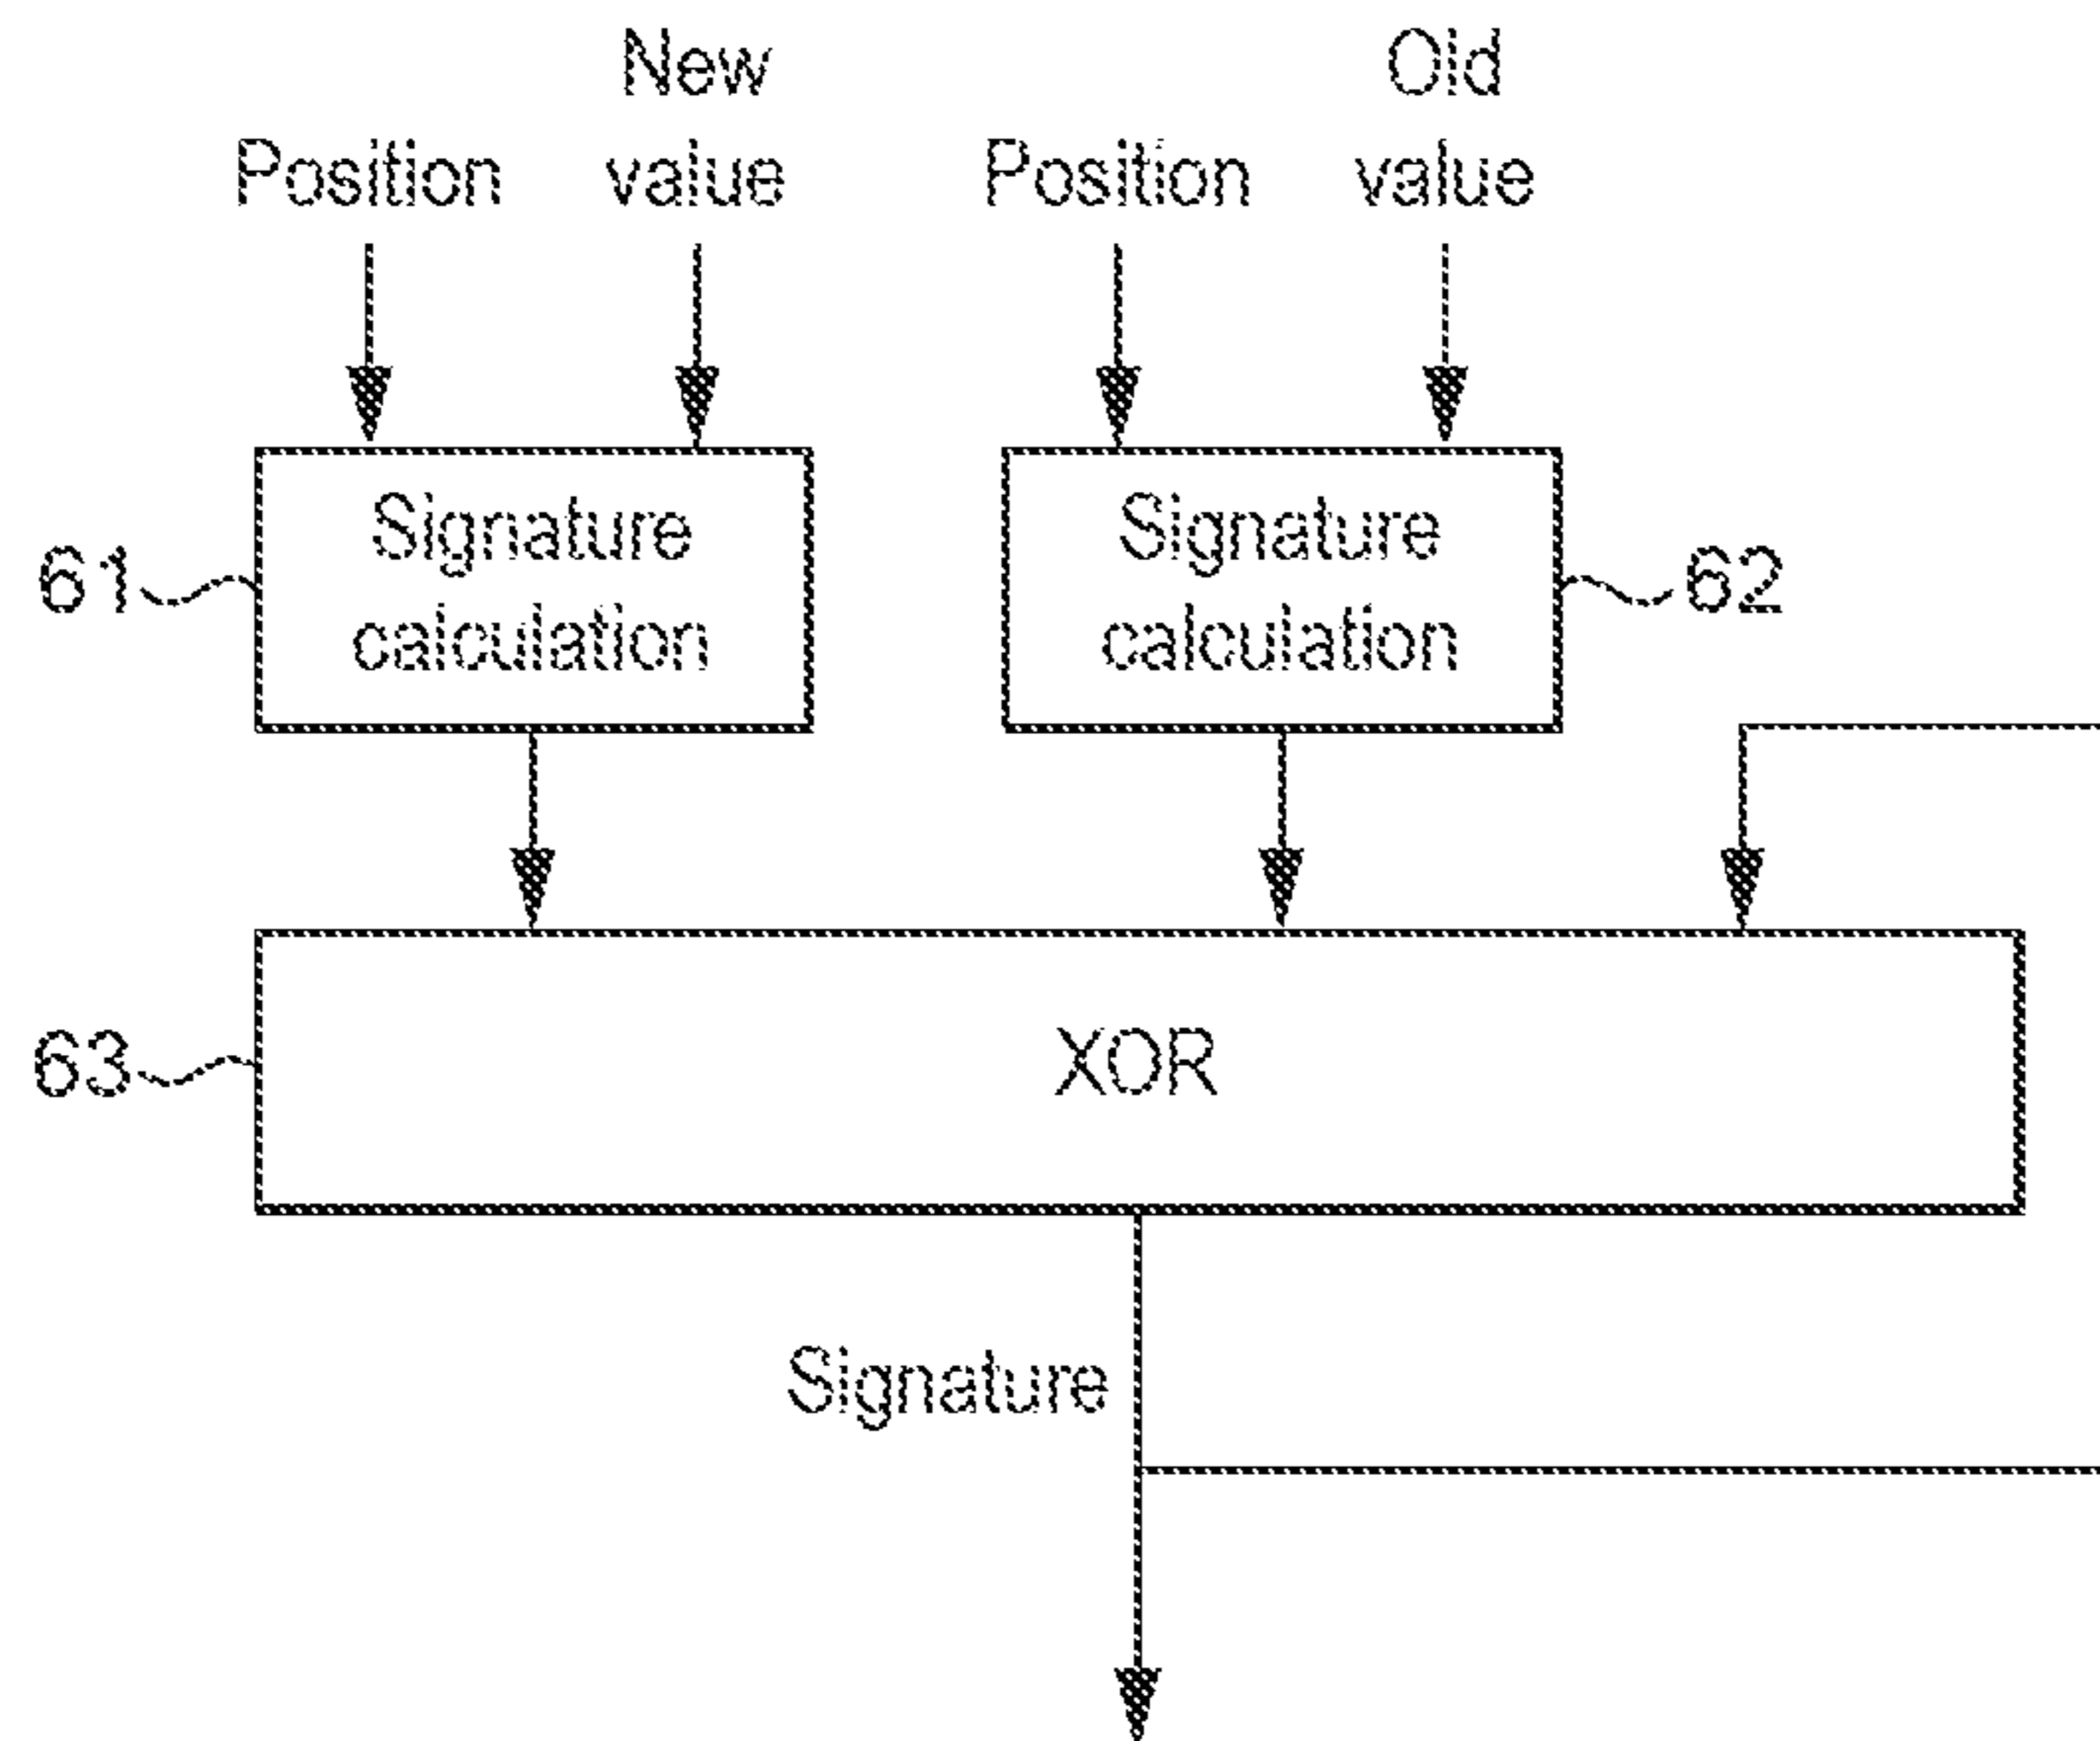 New
Position value
Old
Position value
61
Signature
calculation
Signature
calculation
62
63
XOR
Signature